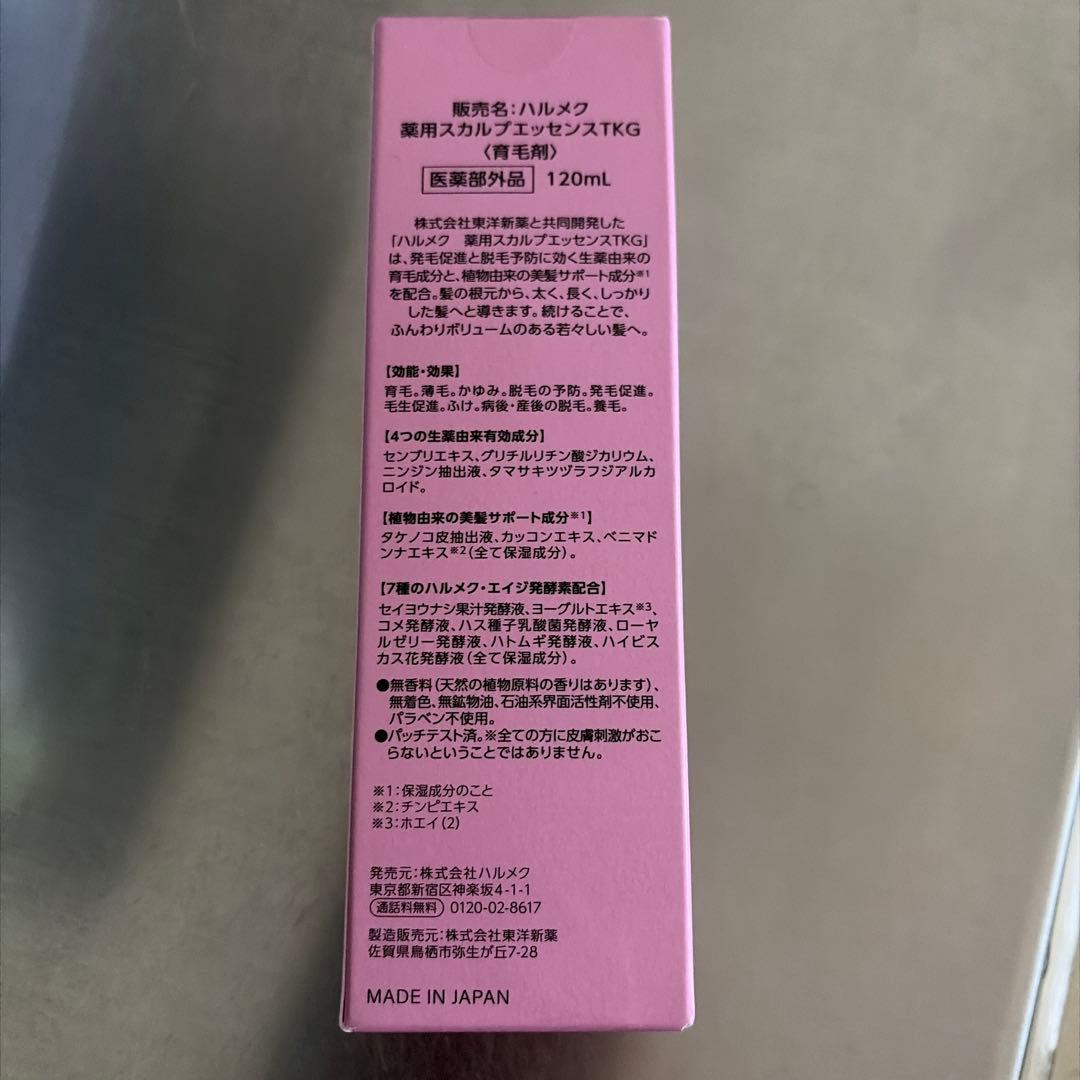 販売名:ハルメク
薬用スカルプエッセンスTKG
〈育毛剤〉
医薬部外品 120mL
株式会社東洋新薬と共同開発した
「ハルメク 薬用スカルプエッセンスTKG」
は、発毛促進と脱毛予防に効く生薬由来の
育毛成分と、植物由来の美髪サポート成分※1
を配合。髪の根元から、太く、長く、しっかり
した髪へと導きます。続けることで、
ふんわりボリュームのある若々しい髪へ。
【効能・効果】
育毛。薄毛。かゆみ。脱毛の予防。発毛促進。
毛生促進。ふけ。病後・産後の脱毛。養毛。
【4つの生薬由来有効成分】
センブリエキス、グリチルリチン酸ジカリウム、
ニンジン抽出液、タマサキツヅラフジアルカ
ロイド。
【植物由来の美髪サポート成分※1】
タケノコ皮抽出液、カッコンエキス、ベニマド
ンナエキス※2(全て保湿成分)。
【7種のハルメク・エイジ発酵素配合】
セイヨウナシ果汁発酵液、ヨーグルトエキス※3、
コメ発酵液、ハス種子乳酸菌発酵液、ローヤ
ルゼリー発酵液、ハトムギ発酵液、ハイビス
カス花発酵液(全て保湿成分)。
●無香料(天然の植物原料の香りはあります)、
無着色、無鉱物油、石油系界面活性剤不使用、
パラベン不使用。
●パッチテスト済。※全ての方に皮膚刺激がおこ
らないということではありません。
※1:保湿成分のこと
※2:チンピエキス
※3:ホエイ(2)
発売元:株式会社ハルメク
東京都新宿区神楽坂4-1-1
通話料無料 0120-02-8617
製造販売元:株式会社東洋新薬
佐賀県鳥栖市弥生が丘7-28
MADE IN JAPAN